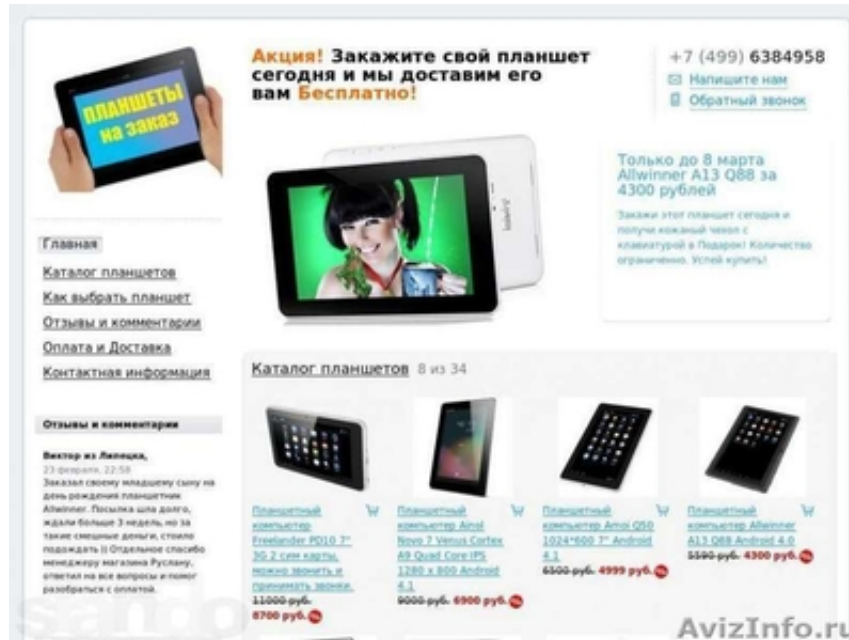 ПЛАНШЕТЫ
на заказ
Акция! Закажите свой планшет
сегодня и мы доставим его
вам Бесплатно!
+7 (499) 6384958
Напишите нам
Обратный звонок
Только до 8 марта
Allwinner A13 Q88 за
4300 рублей
Закажи этот планшет сегодня и
получи кожаный чехол с
клавиатурой в Подарок! Количество
ограниченно. Успей купить!
Главная
Каталог планшетов
Как выбрать планшет
Отзывы и комментарии
Оплата и Доставка
Контактная информация
Каталог планшетов 8 из 34
Отзывы и комментарии
Виктор из Липецка,
23 февраля, 22:58
Заказал своему младшему сыну на
день рождения планшетник
Allwinner. Посылка шла долго,
ждали больше 3 недель, но за
такие смешные деньги, стоило
подождать )) Отдельное спасибо
менеджеру магазина Руслану,
ответил на все вопросы и помог
разобраться с оплатой.
Планшетный
компьютер
Freelander PD10 7"
3G 2 сим карты,
можно звонить и
принимать звонки.
11000 руб.
8700 руб.
Планшетный
компьютер Ainol
Novo 7 Venus Cortex
A9 Quad Core IPS
1280 x 800 Android
4.1
9000 руб. 6900 руб.
Планшетный
компьютер Amoi Q50
1024*600 7" Android
4.1
6500 руб. 4999 руб.
Планшетный
компьютер Allwinner
A13 Q88 Android 4.0
5590 руб. 4300 руб.
sando
AvizInfo.ru